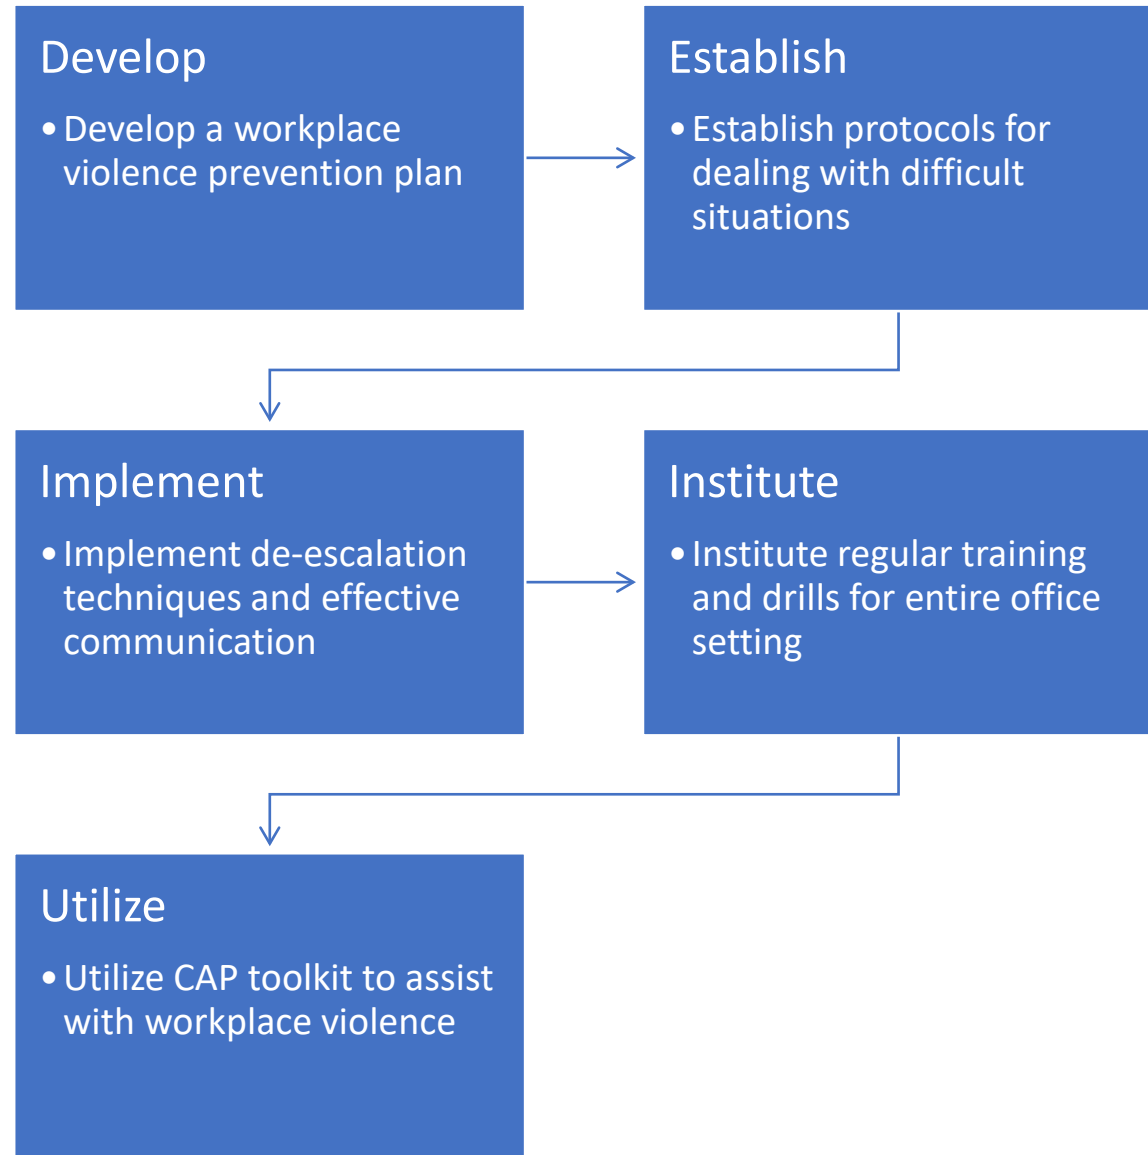 Develop
•Develop a workplace
violence prevention plan
Establish
•Establish protocols for
dealing with difficult
situations
Implement
•Implement de-escalation
techniques and effective
communication
Institute
•Institute regular training
and drills for entire office
setting
Utilize
•Utilize CAP toolkit to assist
with workplace violence